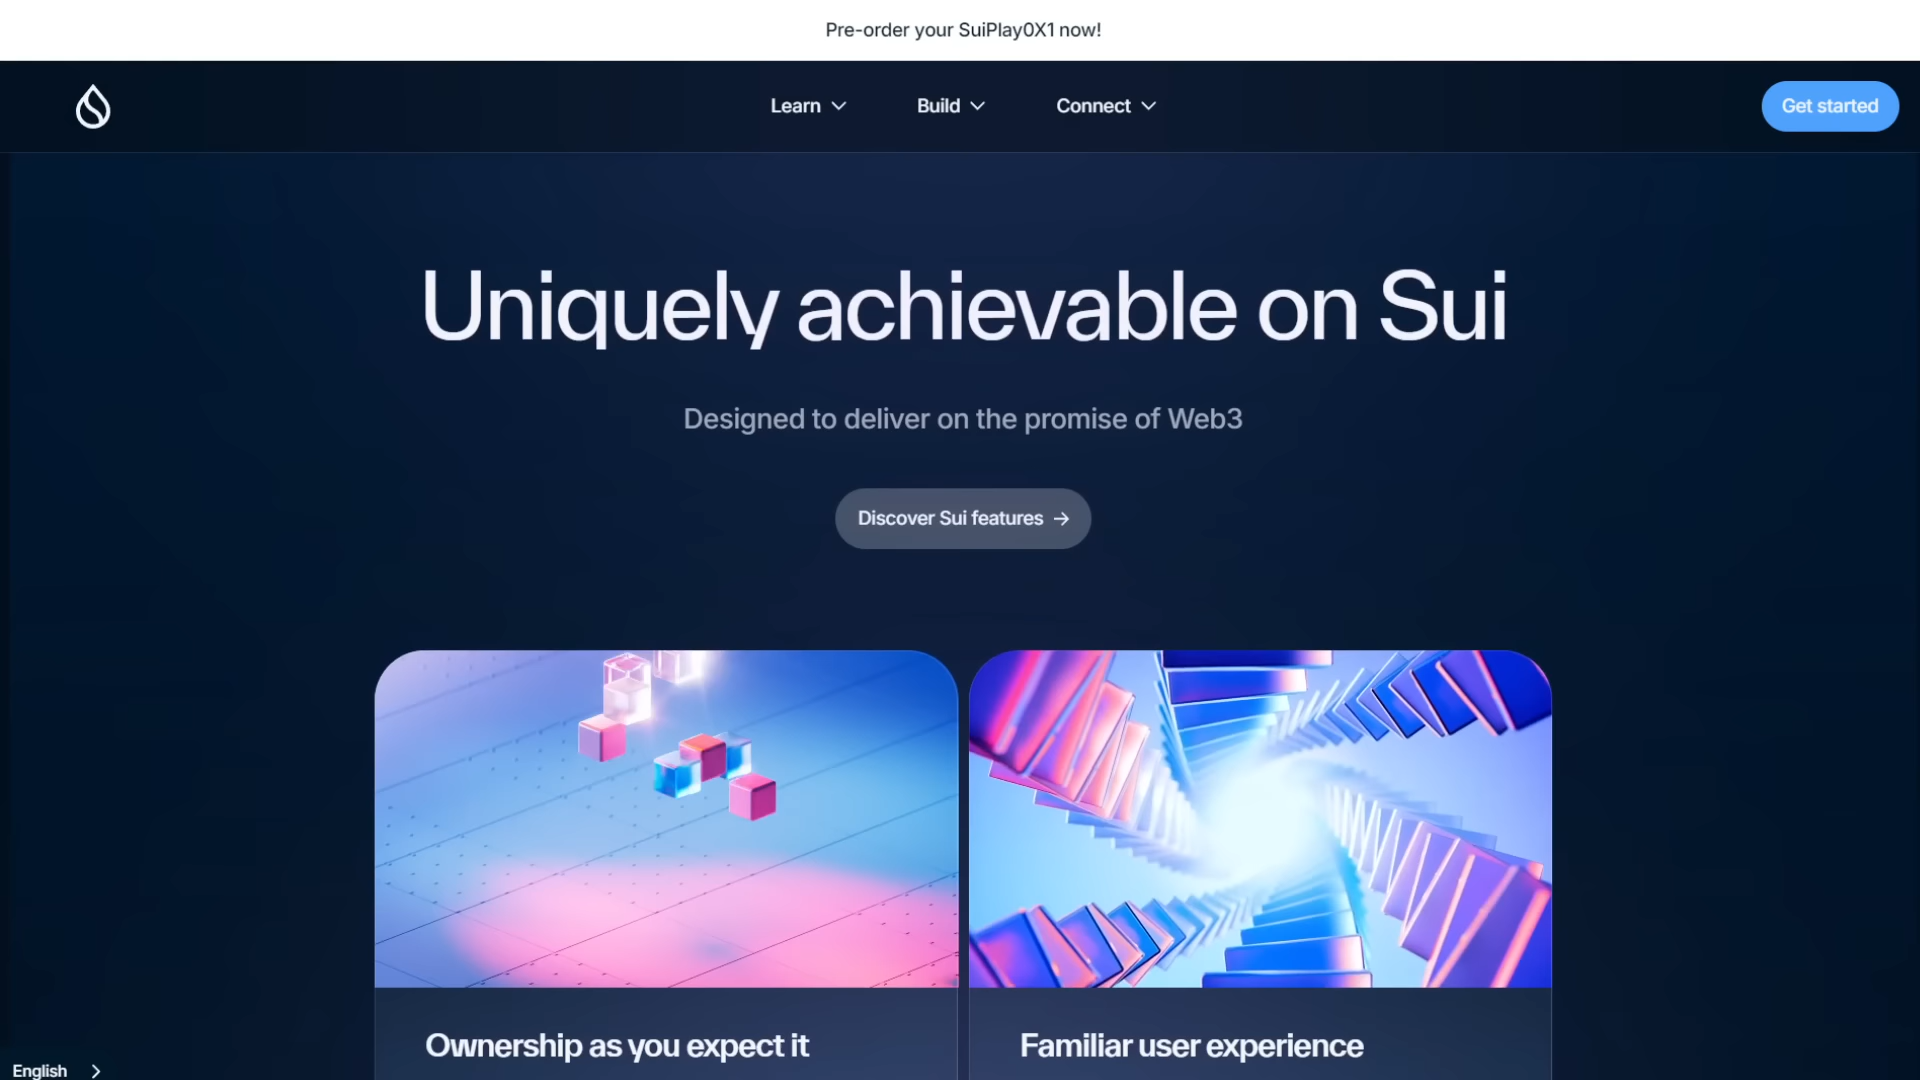 Pre-order your SuiPlay0X1 now!
Learn
Build
Connect
Get started
Uniquely achievable on Sui
Designed to deliver on the promise of Web3
Discover Sui features →
Ownership as you expect it
Familiar user experience
English